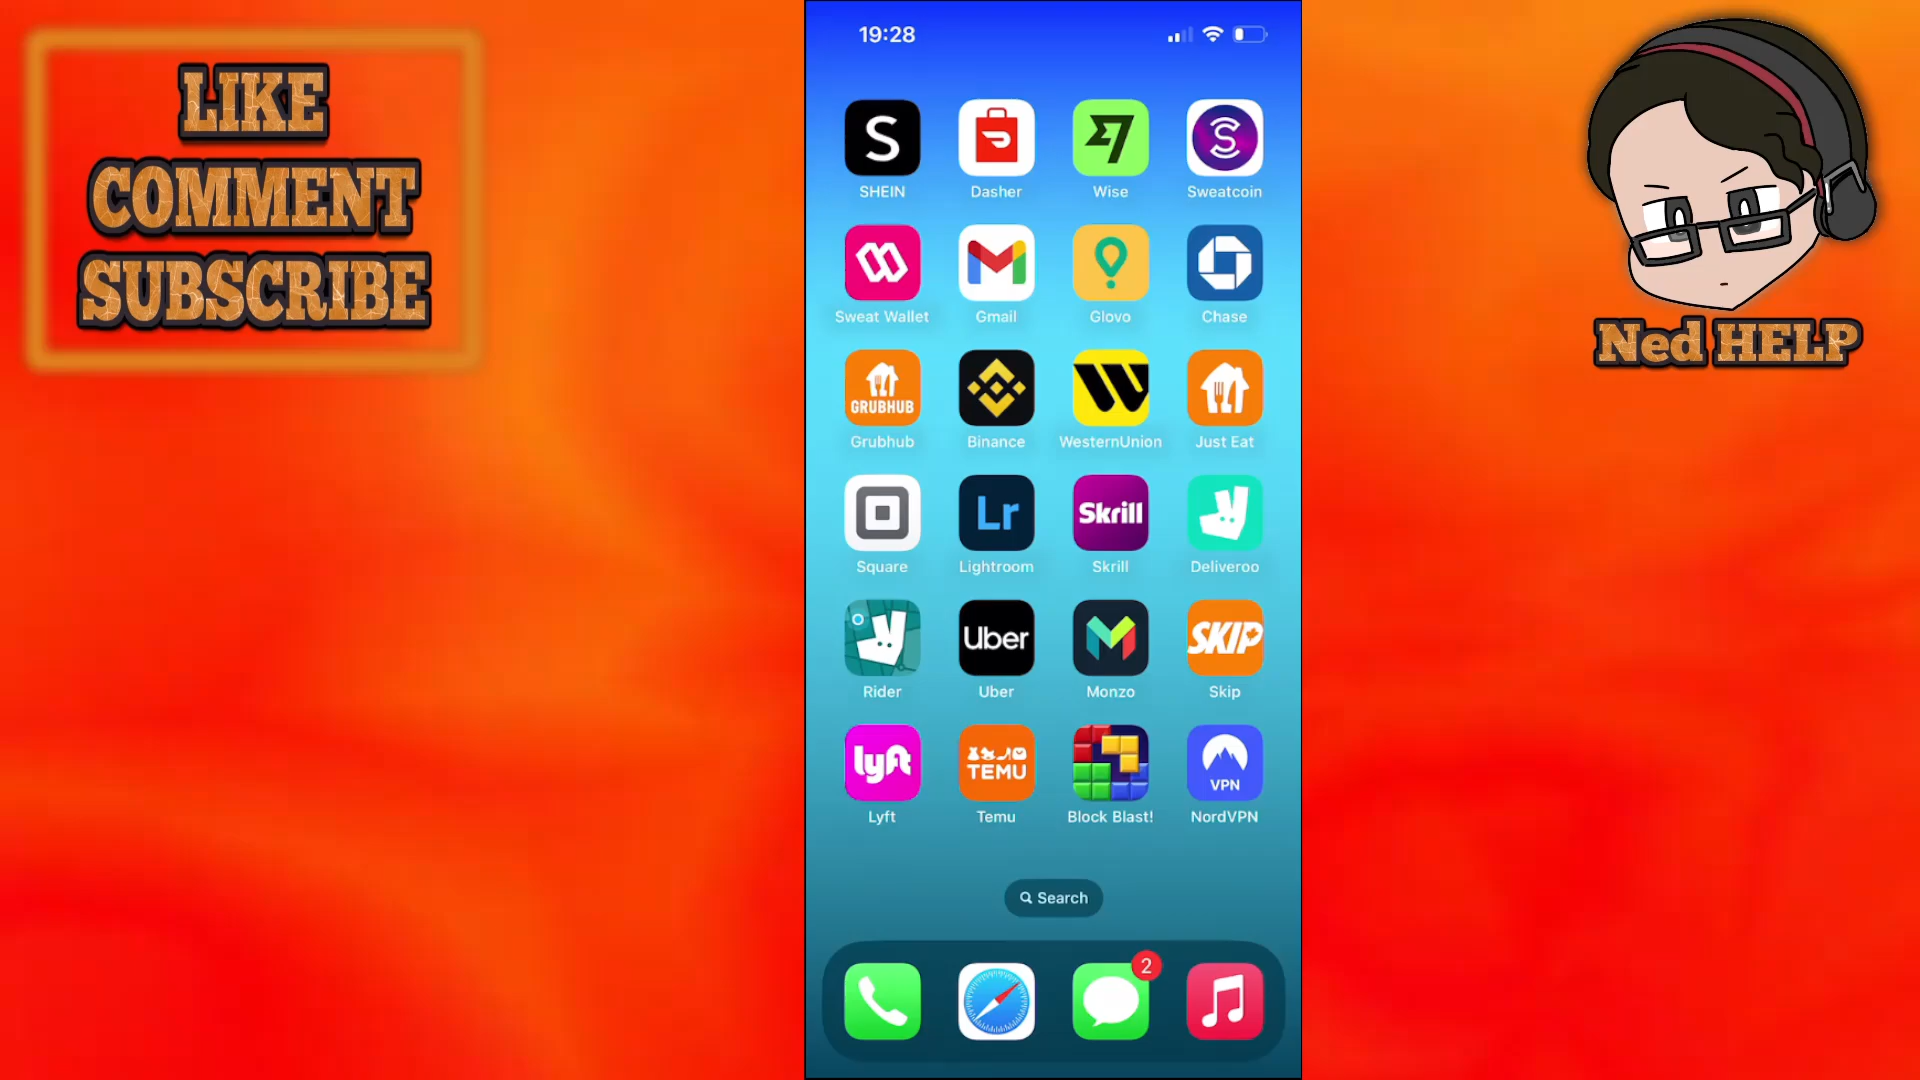 LIKE
COMMENT
SUBSCRIBE
19:28
S
SHEIN
Dasher
Wise
Sweatcoin
Sweat Wallet
Gmail
Glovo
Chase
GRUBHUB
Grubhub
Binance
WesternUnion
Just Eat
Lr
Skrill
Square
Lightroom
Skrill
Deliveroo
Uber
SKIP
Rider
Uber
Monzo
Skip
lyft
TEMU
VPN
Lyft
Temu
Block Blast!
NordVPN
Search
2
Ned HELP